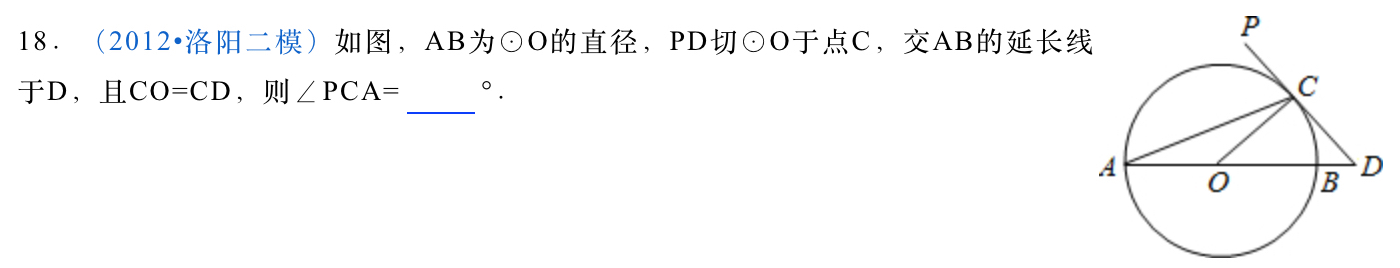 18．（2012•洛阳二模）如图，AB为⊙O的直径，PD切⊙O于点C，交AB的延长线
于D，且CO=CD，则∠PCA=____°．
P
C
A
O
B
D